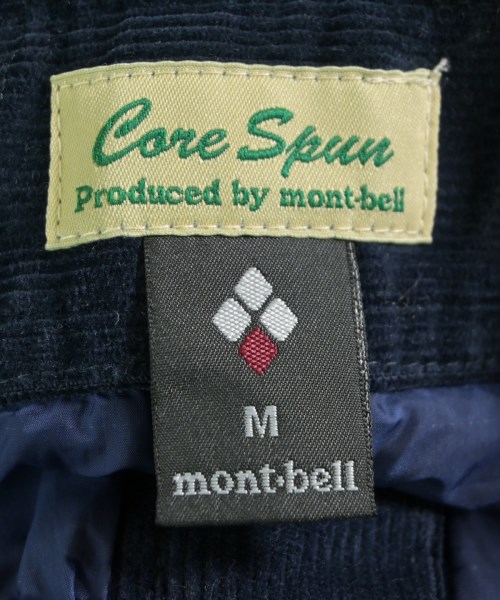 Core Spun
Produced by mont-bell
M
mont-bell